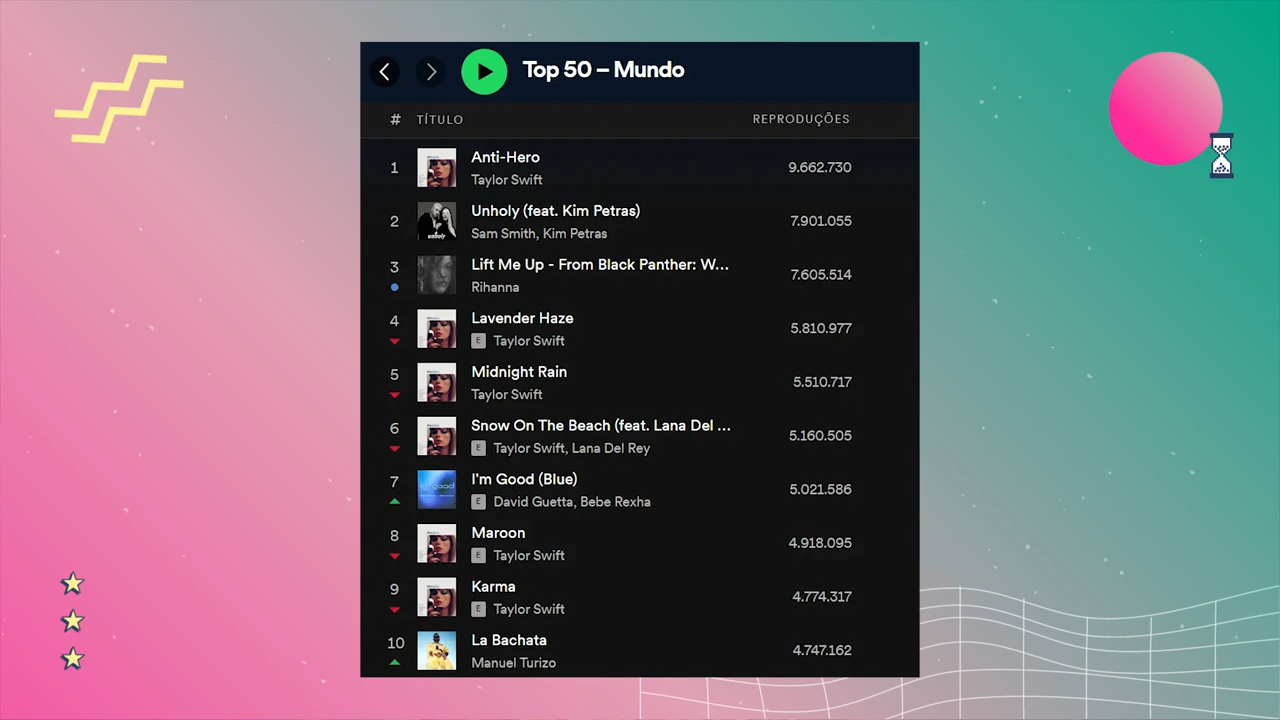 Top 50 – Mundo
# TÍTULO REPRODUÇÕES
1 Anti-Hero 9.662.730
Taylor Swift
2 Unholy (feat. Kim Petras) 7.901.055
Sam Smith, Kim Petras
3 Lift Me Up - From Black Panther: W... 7.605.514
Rihanna
4 Lavender Haze 5.810.977
E Taylor Swift
5 Midnight Rain 5.510.717
Taylor Swift
6 Snow On The Beach (feat. Lana Del ... 5.160.505
E Taylor Swift, Lana Del Rey
7 I'm Good (Blue) 5.021.586
E David Guetta, Bebe Rexha
8 Maroon 4.918.095
E Taylor Swift
9 Karma 4.774.317
E Taylor Swift
10 La Bachata 4.747.162
Manuel Turizo